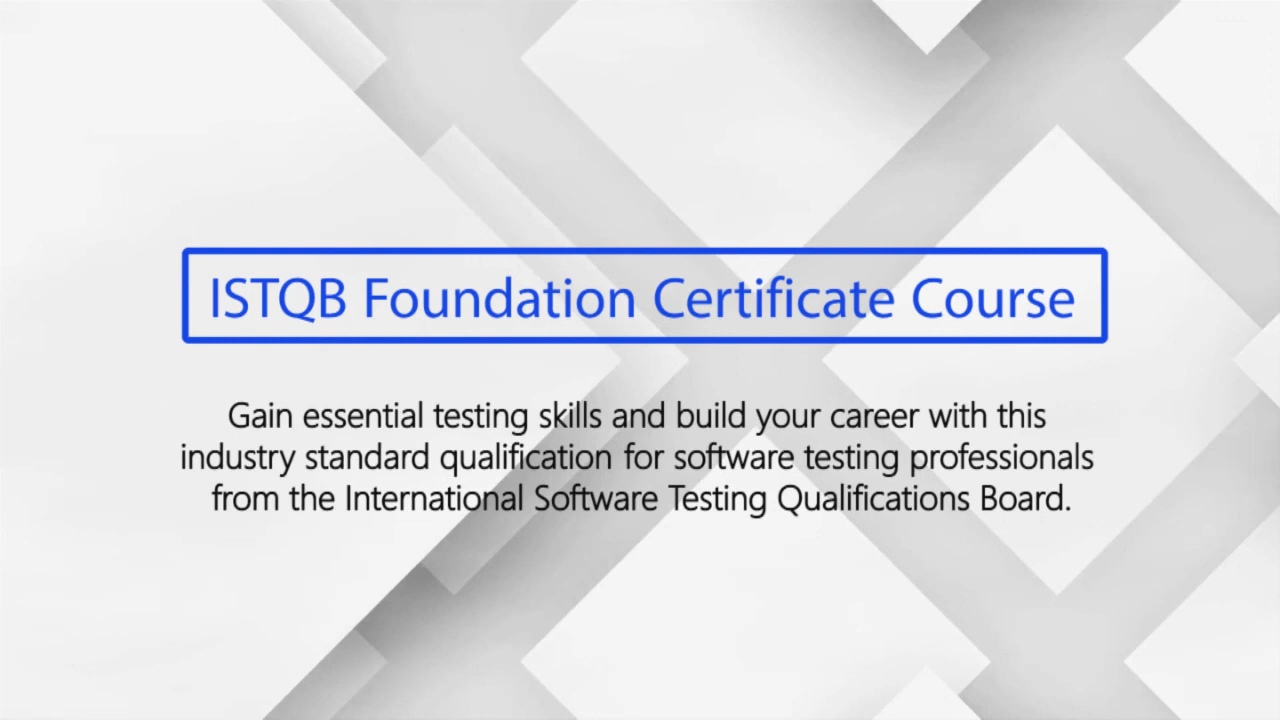 ISTQB Foundation Certificate Course
Gain essential testing skills and build your career with this
industry standard qualification for software testing professionals
from the International Software Testing Qualifications Board.